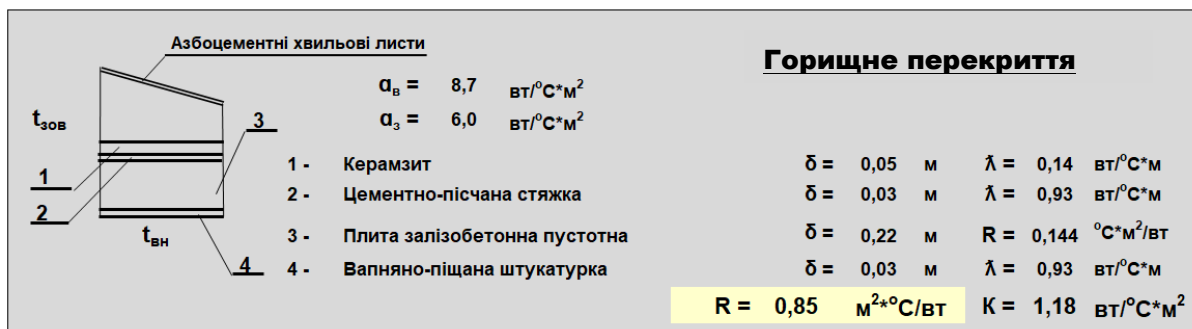 Азбоцементні хвильові листи
Горищне перекриття
ɑв = 8,7 вт/°С*м²
tзов
3
ɑз = 6,0 вт/°С*м²
1
1 - Керамзит δ = 0,05 м ƛ = 0,14 вт/°С*м
2
2 - Цементно-пісчана стяжка δ = 0,03 м ƛ = 0,93 вт/°С*м
tвн
3 - Плита залізобетонна пустотна δ = 0,22 м R = 0,144 °С*м²/вт
4
4 - Вапняно-піщана штукатурка δ = 0,03 м ƛ = 0,93 вт/°С*м
R = 0,85 м²*°С/вт К = 1,18 вт/°С*м²